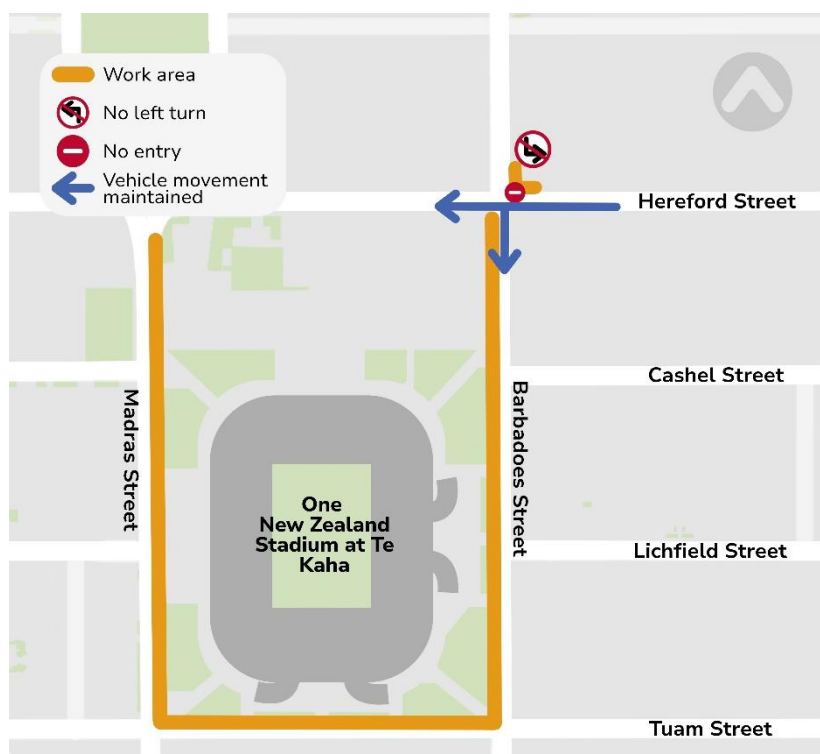 Work area
No left turn
No entry
Vehicle movement
maintained
Hereford Street
Cashel Street
Madras Street
Barbadoes Street
One
New Zealand
Stadium at Te
Kaha
Lichfield Street
Tuam Street